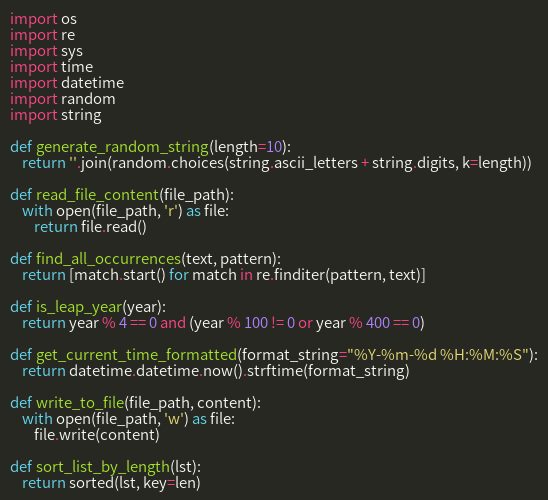 import os
import re
import sys
import time
import datetime
import random
import string

def generate_random_string(length=10):
    return ''.join(random.choices(string.ascii_letters + string.digits, k=length))

def read_file_content(file_path):
    with open(file_path, 'r') as file:
        return file.read()

def find_all_occurrences(text, pattern):
    return [match.start() for match in re.finditer(pattern, text)]

def is_leap_year(year):
    return year % 4 == 0 and (year % 100 != 0 or year % 400 == 0)

def get_current_time_formatted(format_string="%Y-%m-%d %H:%M:%S"):
    return datetime.datetime.now().strftime(format_string)

def write_to_file(file_path, content):
    with open(file_path, 'w') as file:
        file.write(content)

def sort_list_by_length(lst):
    return sorted(lst, key=len)